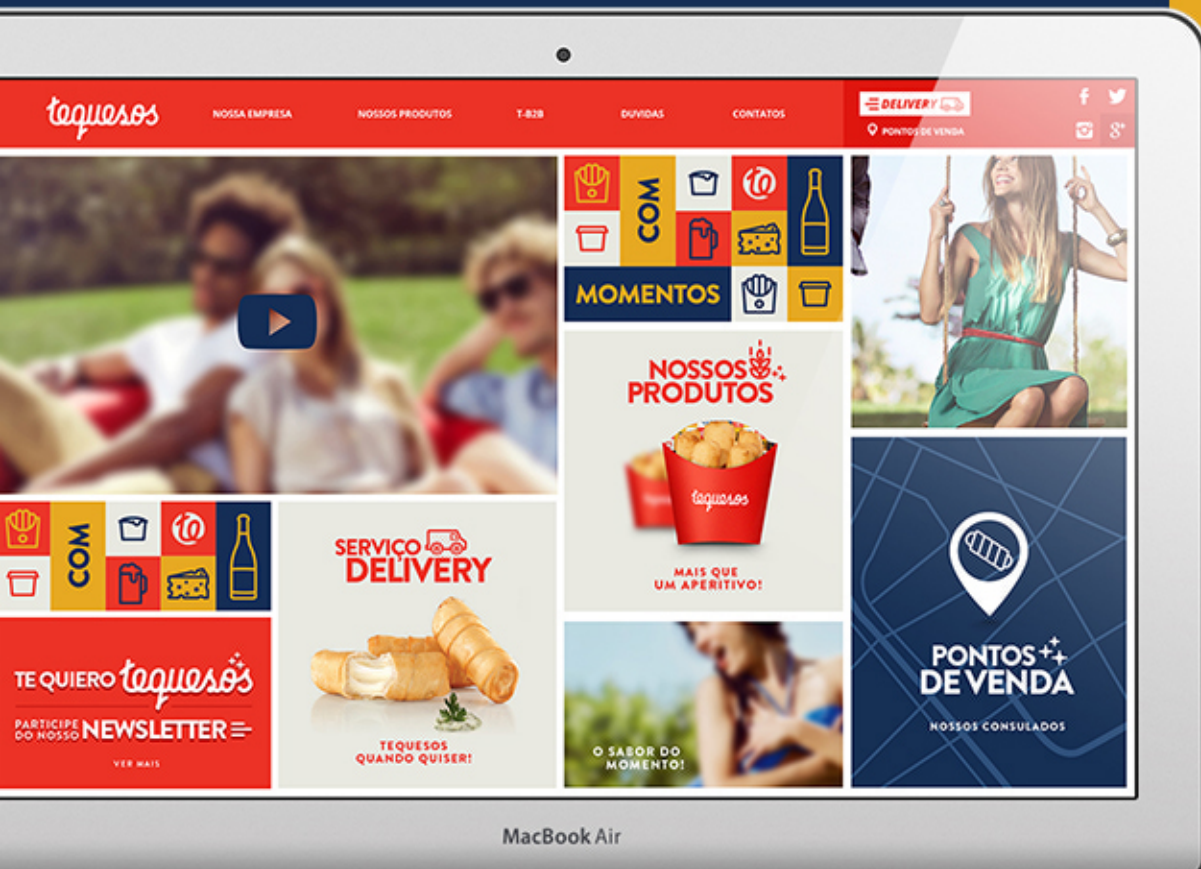 tequesos
NOSSA EMPRESA
NOSSOS PRODUTOS
T-B2B
DUVIDAS
CONTATOS
DELIVERY
PONTOS DE VENDA
f
g+
COM
to
MOMENTOS
NOSSOS
PRODUTOS
tequesos
MAIS QUE
UM APERITIVO!
COM
to
SERVIÇO
DELIVERY
TEQUESOS
QUANDO QUISER!
TE QUIERO tequesos
PARTICIPE
DO NOSSO NEWSLETTER
VER MAIS
O SABOR DO
MOMENTO!
PONTOS
DE VENDA
NOSSOS CONSULADOS
MacBook Air